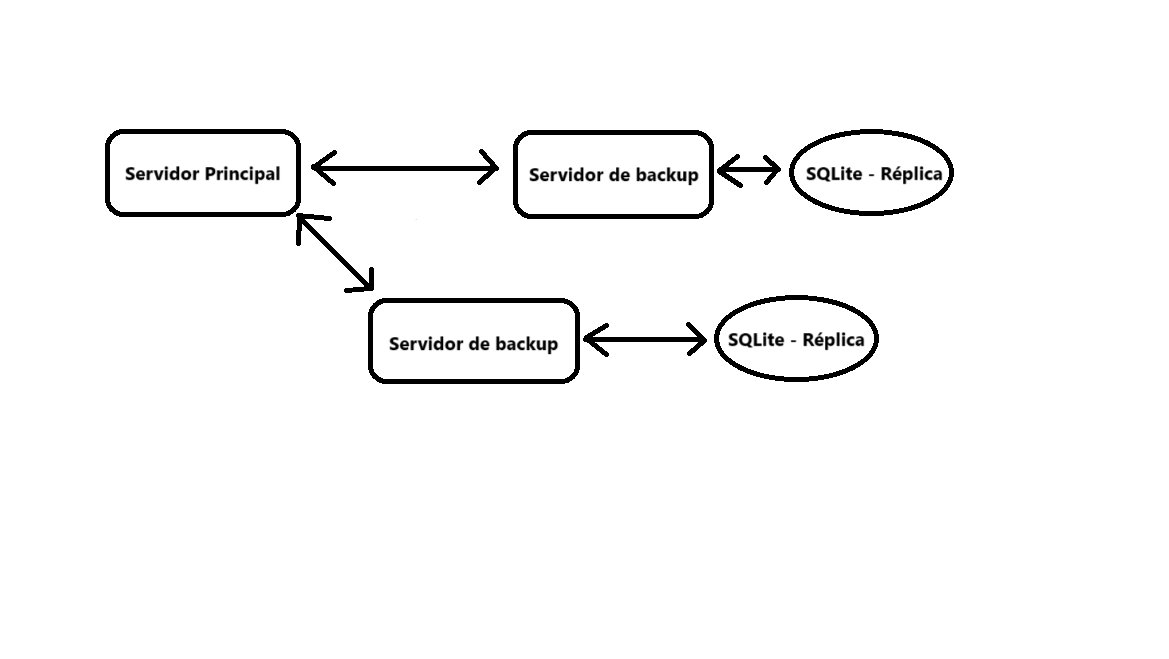 Servidor Principal
Servidor de backup
SQLite - Réplica
Servidor de backup
SQLite - Réplica